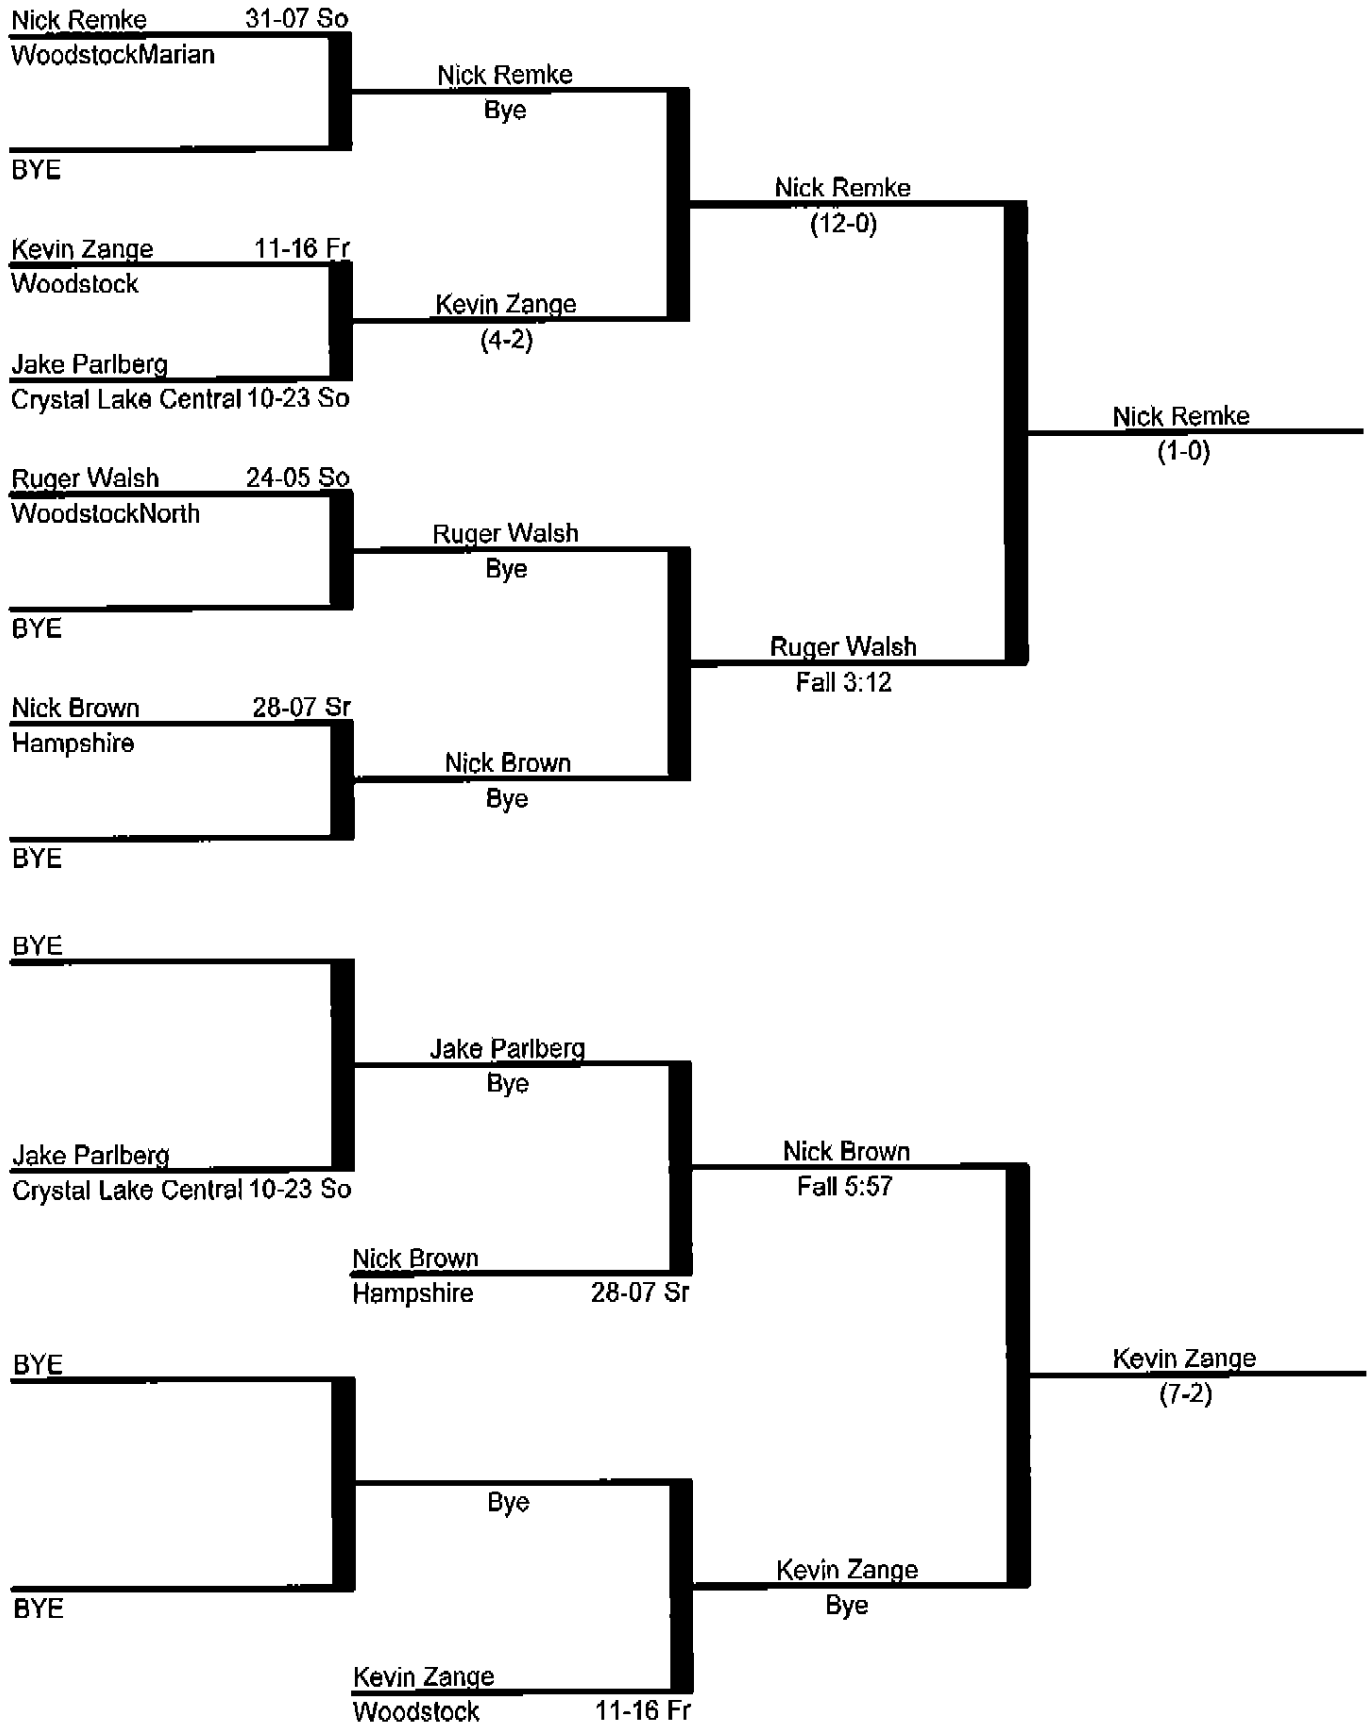 Nick Remke 31-07 So
WoodstockMarian
Nick Remke
Bye
BYE
Nick Remke
(12-0)
Kevin Zange 11-16 Fr
Woodstock
Kevin Zange
(4-2)
Jake Parlberg
Crystal Lake Central 10-23 So
Nick Remke
(1-0)
Ruger Walsh 24-05 So
WoodstockNorth
Ruger Walsh
Bye
BYE
Ruger Walsh
Fall 3:12
Nick Brown 28-07 Sr
Hampshire
Nick Brown
Bye
BYE
BYE
Jake Parlberg
Bye
Jake Parlberg
Crystal Lake Central 10-23 So
Nick Brown
Fall 5:57
Nick Brown
Hampshire 28-07 Sr
BYE
Kevin Zange
(7-2)
Bye
BYE
Kevin Zange
Bye
Kevin Zange
Woodstock 11-16 Fr